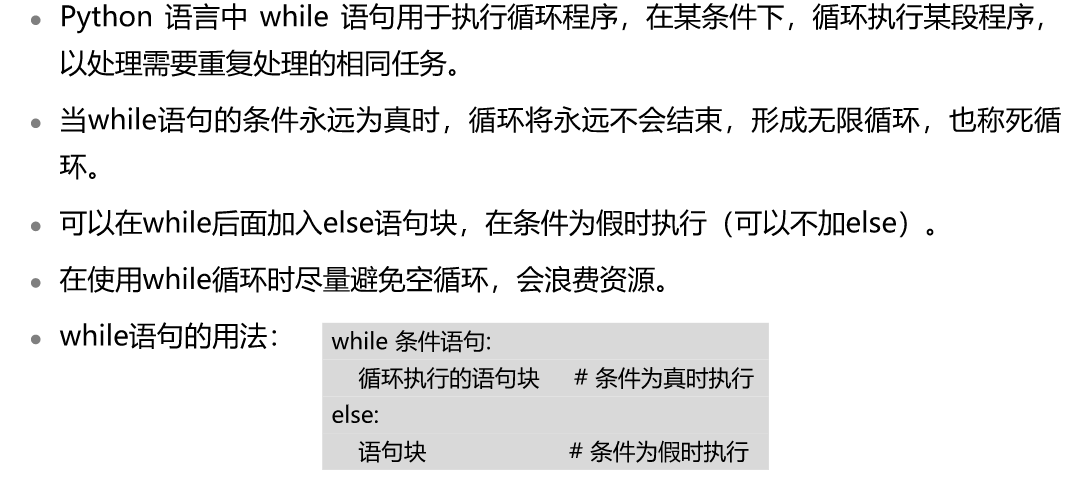 • Python 语言中 while 语句用于执行循环程序，在某条件下，循环执行某段程序，
以处理需要重复处理的相同任务。
• 当while语句的条件永远为真时，循环将永远不会结束，形成无限循环，也称死循
环。
• 可以在while后面加入else语句块，在条件为假时执行（可以不加else）。
• 在使用while循环时尽量避免空循环，会浪费资源。
• while语句的用法：
while 条件语句:
循环执行的语句块 # 条件为真时执行
else:
语句块 # 条件为假时执行